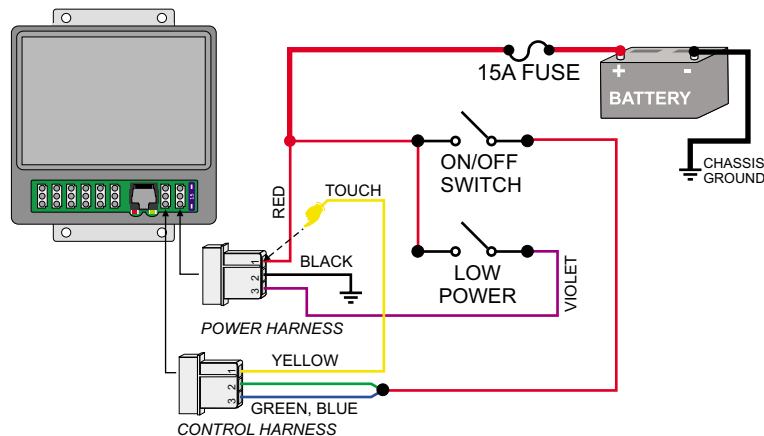 15A FUSE
+ -
BATTERY
CHASSIS
GROUND
ON/OFF
SWITCH
RED
TOUCH
BLACK
1
2
3
LOW
POWER
VIOLET
POWER HARNESS
YELLOW
1
2
3
GREEN, BLUE
CONTROL HARNESS